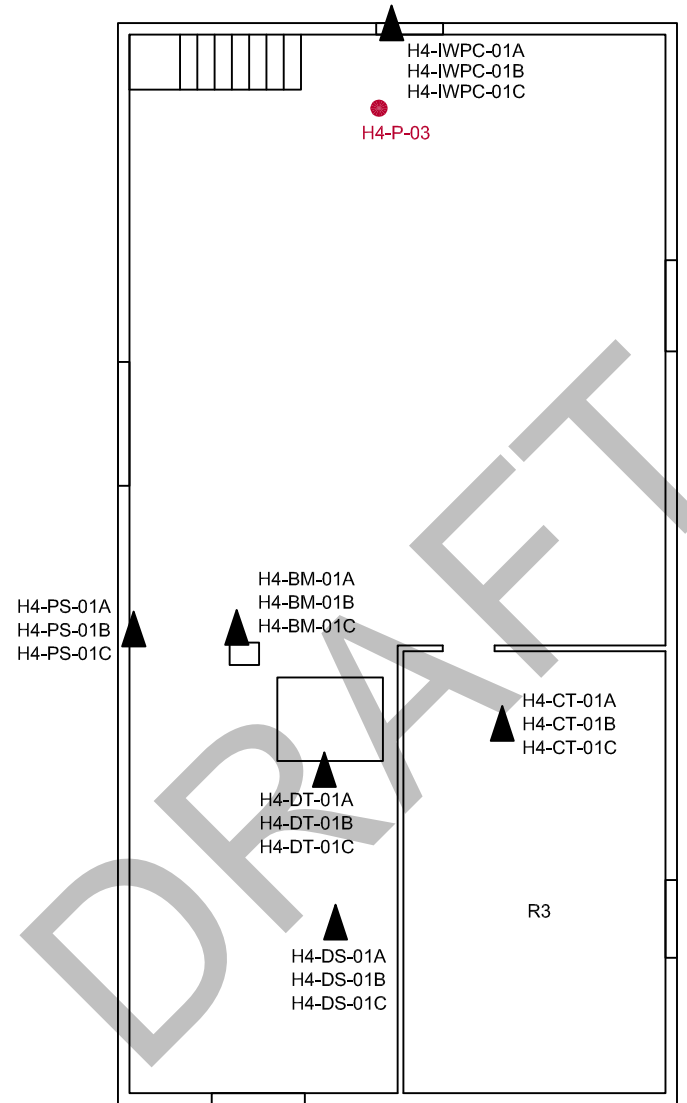 H4-IWPC-01A
H4-IWPC-01B
H4-IWPC-01C
H4-P-03
H4-BM-01A
H4-BM-01B
H4-BM-01C
H4-PS-01A
H4-PS-01B
H4-PS-01C
H4-CT-01A
H4-CT-01B
H4-CT-01C
H4-DT-01A
H4-DT-01B
H4-DT-01C
R3
H4-DS-01A
H4-DS-01B
H4-DS-01C
DRAFT